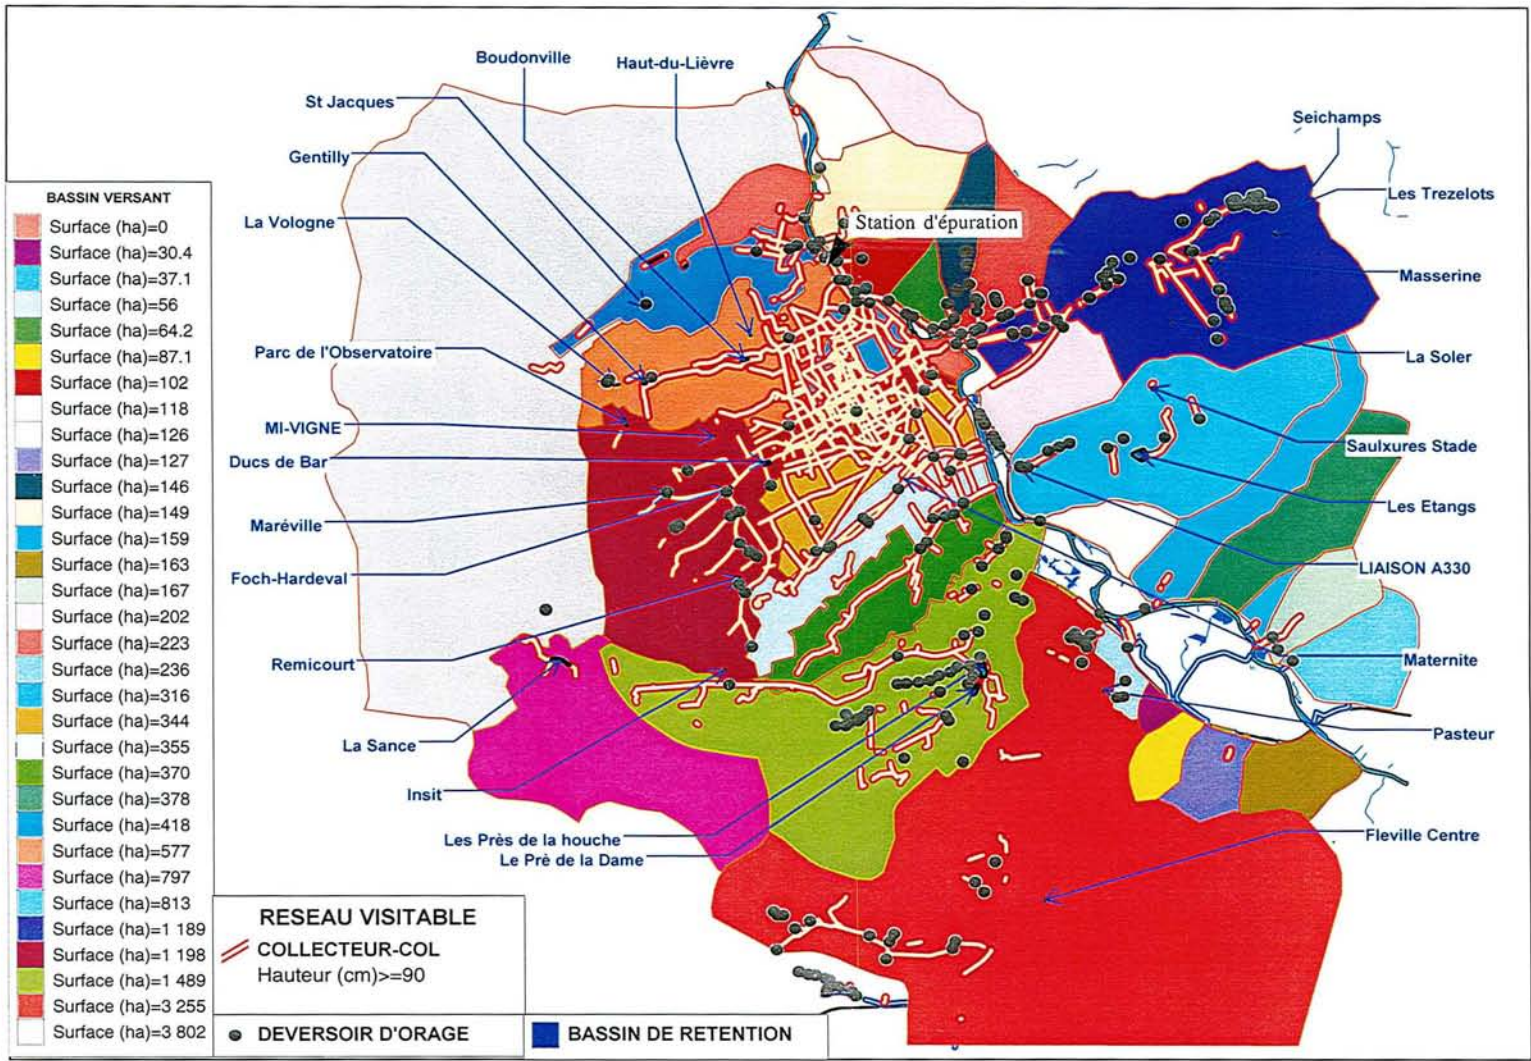 Boudonville
Haut-du-Lièvre
St Jacques
Gentilly
La Vologne
Seichamps
Les Trezelots
Station d'épuration
Masserine
La Soler
Parc de l'Observatoire
MI-VIGNE
Ducs de Bar
Saulxures Stade
Maréville
Les Etangs
Foch-Hardeval
LIAISON A330
Remicourt
Maternite
La Sance
Pasteur
Insit
Les Près de la houche
Le Prè de la Dame
Fleville Centre
BASSIN VERSANT
Surface (ha)=0
Surface (ha)=30.4
Surface (ha)=37.1
Surface (ha)=56
Surface (ha)=64.2
Surface (ha)=87.1
Surface (ha)=102
Surface (ha)=118
Surface (ha)=126
Surface (ha)=127
Surface (ha)=146
Surface (ha)=149
Surface (ha)=159
Surface (ha)=163
Surface (ha)=167
Surface (ha)=202
Surface (ha)=223
Surface (ha)=236
Surface (ha)=316
Surface (ha)=344
Surface (ha)=355
Surface (ha)=370
Surface (ha)=378
Surface (ha)=418
Surface (ha)=577
Surface (ha)=797
Surface (ha)=813
Surface (ha)=1 189
Surface (ha)=1 198
Surface (ha)=1 489
Surface (ha)=3 255
Surface (ha)=3 802
RESEAU VISITABLE
COLLECTEUR-COL
Hauteur (cm)>=90
DEVERSOIR D'ORAGE
BASSIN DE RETENTION